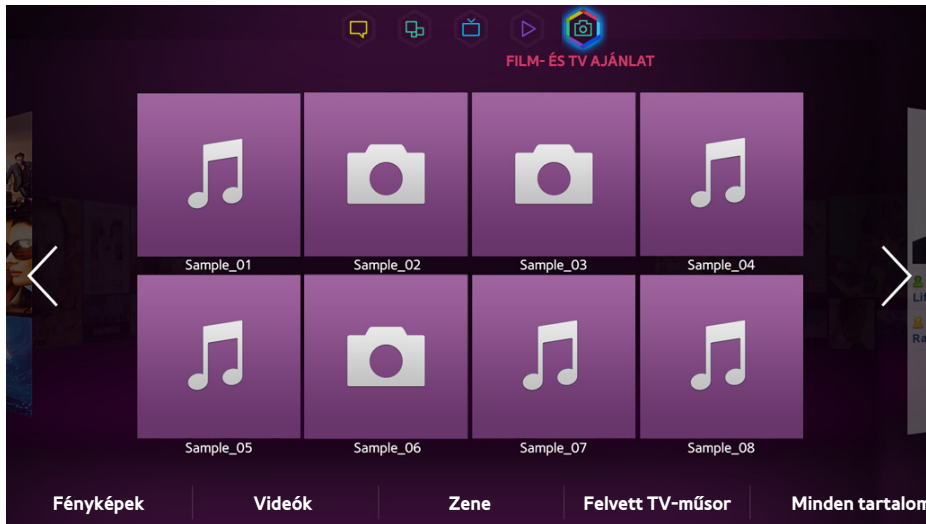 FILM- ÉS TV AJÁNLAT
Sample_01 Sample_02 Sample_03 Sample_04
Sample_05 Sample_06 Sample_07 Sample_08
Fényképek Videók Zene Felvett TV-műsor Minden tartalom